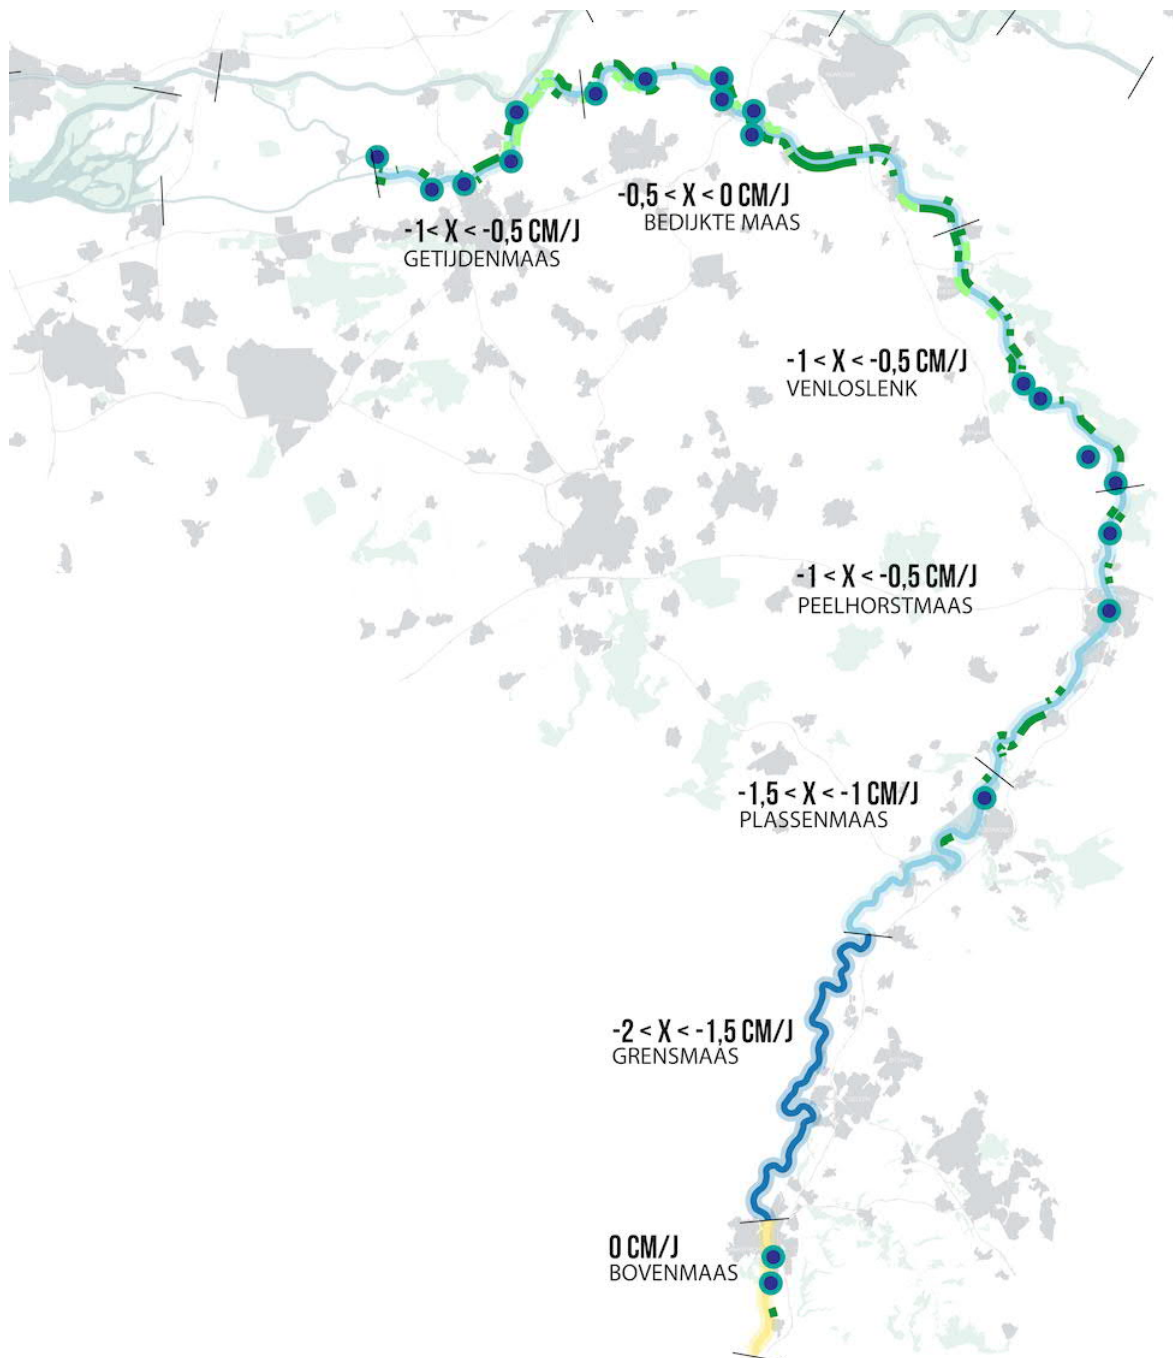 -0,5 < X < 0 CM/J
BEDIJKTE MAAS
-1< X < -0,5 CM/J
GETIJDENMAAS
-1 < X < -0,5 CM/J
VENLOSLENK
-1 < X < -0,5 CM/J
PEELHORSTMAAS
-1,5 < X < -1 CM/J
PLASSENMAAS
-2 < X < -1,5 CM/J
GRENSMAAS
0 CM/J
BOVENMAAS